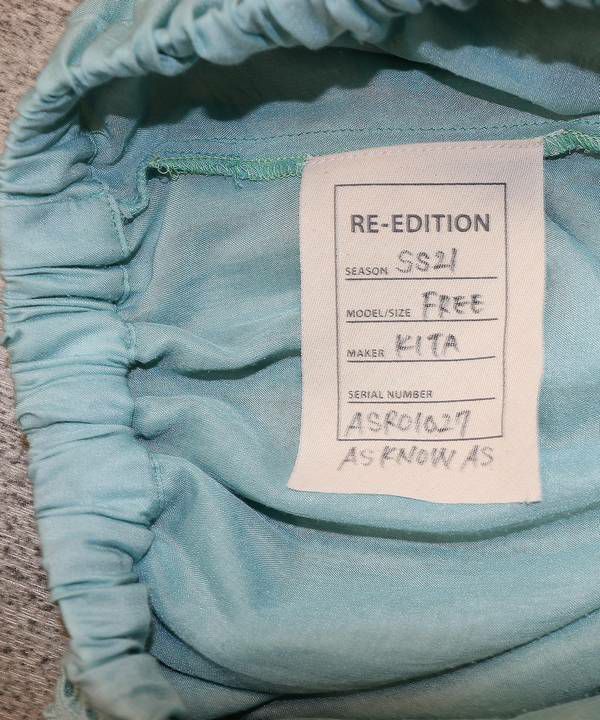 RE-EDITION
SEASON SS21
MODEL/SIZE FREE
MAKER KITA
SERIAL NUMBER
ASR01027
AS KNOW AS